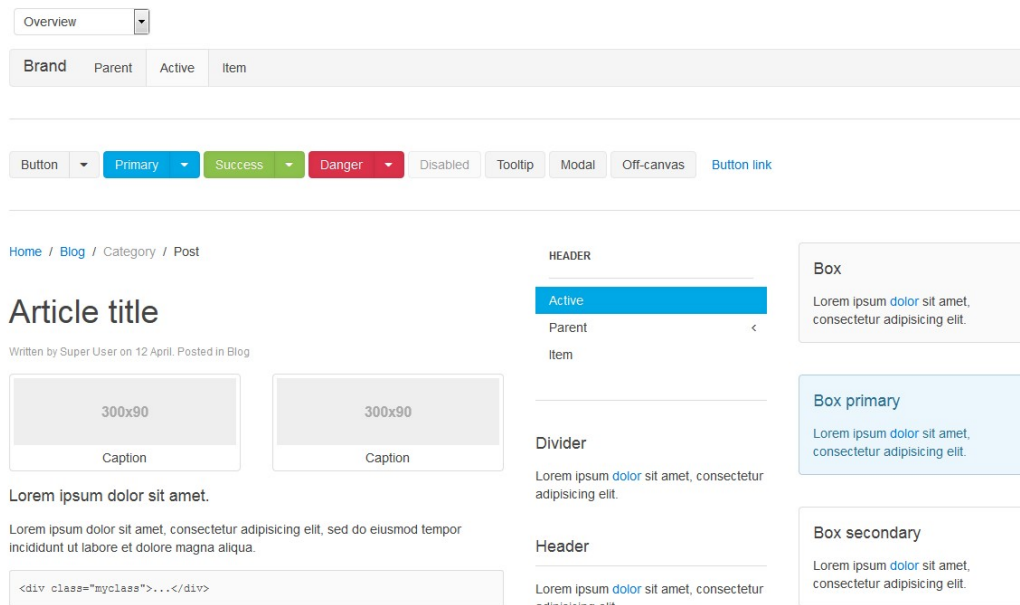 Overview
Brand Parent Active Item
Button Primary Success Danger Disabled Tooltip Modal Off-canvas Button link
Home / Blog / Category / Post
Article title
Written by Super User on 12 April. Posted in Blog
300x90
Caption
300x90
Caption
Lorem ipsum dolor sit amet.
Lorem ipsum dolor sit amet, consectetur adipisicing elit, sed do eiusmod tempor
incididunt ut labore et dolore magna aliqua.
<div class="myclass">...</div>
HEADER
Active
Parent
Item
Divider
Lorem ipsum dolor sit amet, consectetur
adipisicing elit.
Header
Lorem ipsum dolor sit amet, consectetur
adipisicing elit.
Box
Lorem ipsum dolor sit amet,
consectetur adipisicing elit.
Box primary
Lorem ipsum dolor sit amet,
consectetur adipisicing elit.
Box secondary
Lorem ipsum dolor sit amet,
consectetur adipisicing elit.